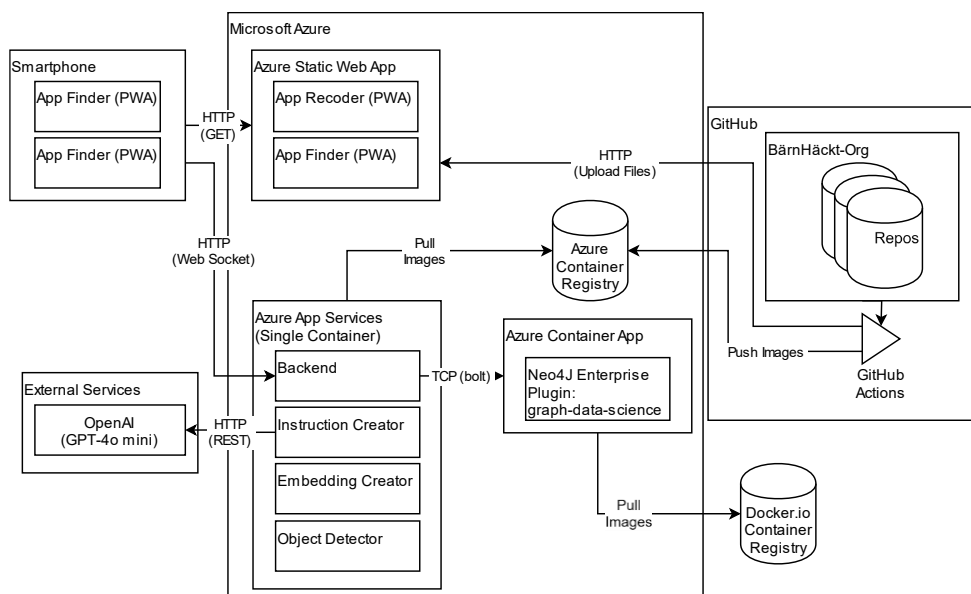 Microsoft Azure
Smartphone
App Finder (PWA)
App Finder (PWA)
HTTP
(GET)
Azure Static Web App
App Recoder (PWA)
App Finder (PWA)
HTTP
(Upload Files)
GitHub
BärnHäckt-Org
Repos
HTTP
(Web Socket)
Pull
Images
Azure
Container
Registry
Push Images
GitHub
Actions
Azure App Services
(Single Container)
Backend
Instruction Creator
Embedding Creator
Object Detector
TCP (bolt)
Azure Container App
Neo4J Enterprise
Plugin:
graph-data-science
External Services
OpenAI
(GPT-4o mini)
HTTP
(REST)
Pull
Images
Docker.io
Container
Registry